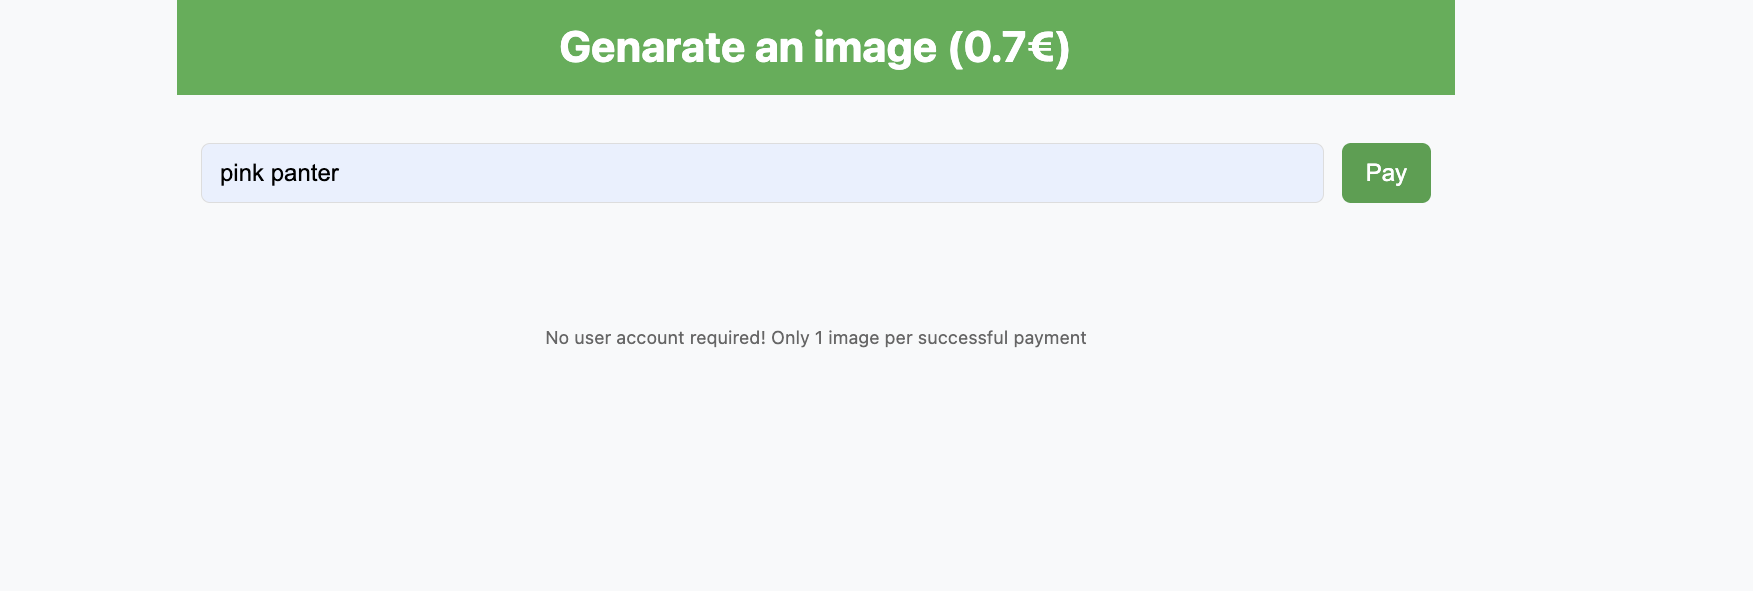 Genarate an image (0.7€)
pink panter
Pay
No user account required! Only 1 image per successful payment